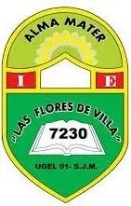 ALMA MATER
I E
"LAS FLORES DE VILLA"
7230
UGEL 01- S.J.M.